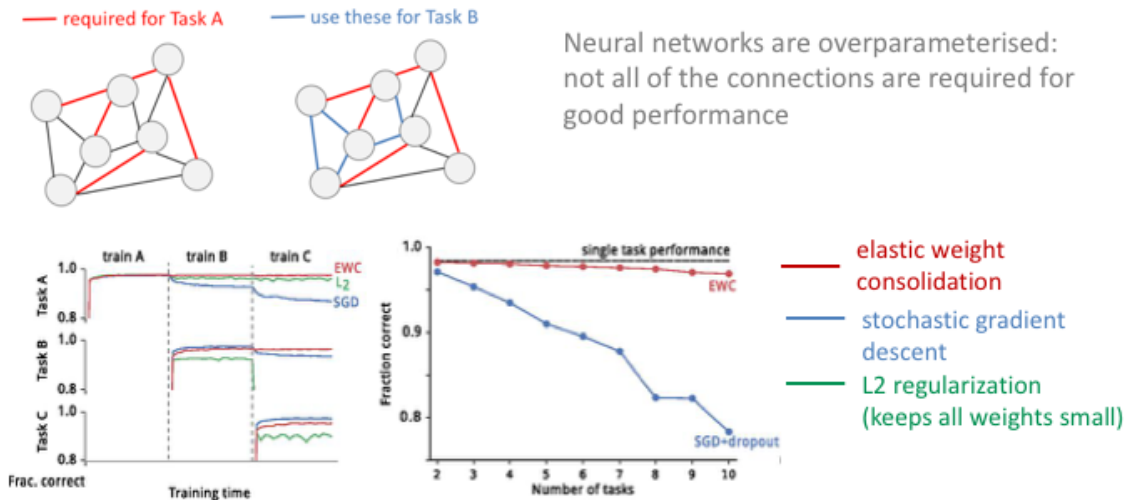 required for Task A
use these for Task B
Neural networks are overparameterised:
not all of the connections are required for
good performance
train A
train B
train C
EWC
L2
SGD
Task A
1.0
0.8
Task B
1.0
0.8
Task C
1.0
0.8
Frac. correct
Training time
1.0
0.9
0.8
Fraction correct
single task performance
EWC
SGD+dropout
2 3 4 5 6 7 8 9 10
Number of tasks
elastic weight
consolidation
stochastic gradient
descent
L2 regularization
(keeps all weights small)